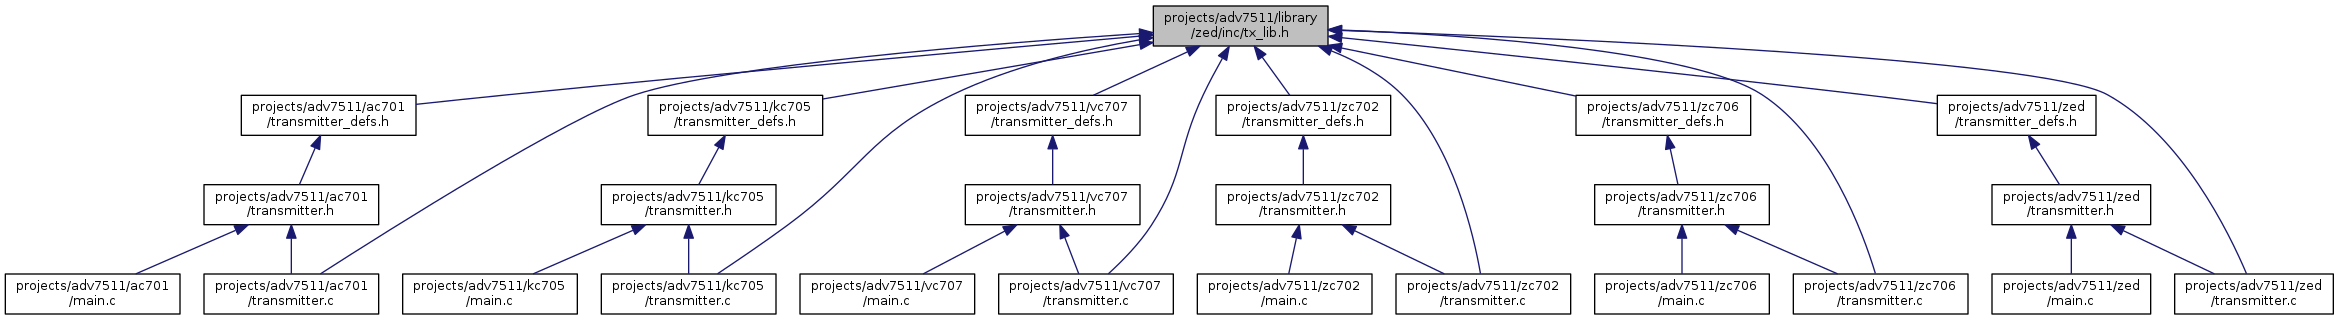 projects/adv7511/library
/zed/inc/tx_lib.h
projects/adv7511/ac701
/transmitter_defs.h
projects/adv7511/kc705
/transmitter_defs.h
projects/adv7511/vc707
/transmitter_defs.h
projects/adv7511/zc702
/transmitter_defs.h
projects/adv7511/zc706
/transmitter_defs.h
projects/adv7511/zed
/transmitter_defs.h
projects/adv7511/ac701
/transmitter.h
projects/adv7511/kc705
/transmitter.h
projects/adv7511/vc707
/transmitter.h
projects/adv7511/zc702
/transmitter.h
projects/adv7511/zc706
/transmitter.h
projects/adv7511/zed
/transmitter.h
projects/adv7511/ac701
/main.c
projects/adv7511/ac701
/transmitter.c
projects/adv7511/kc705
/main.c
projects/adv7511/kc705
/transmitter.c
projects/adv7511/vc707
/main.c
projects/adv7511/vc707
/transmitter.c
projects/adv7511/zc702
/main.c
projects/adv7511/zc702
/transmitter.c
projects/adv7511/zc706
/main.c
projects/adv7511/zc706
/transmitter.c
projects/adv7511/zed
/main.c
projects/adv7511/zed
/transmitter.c